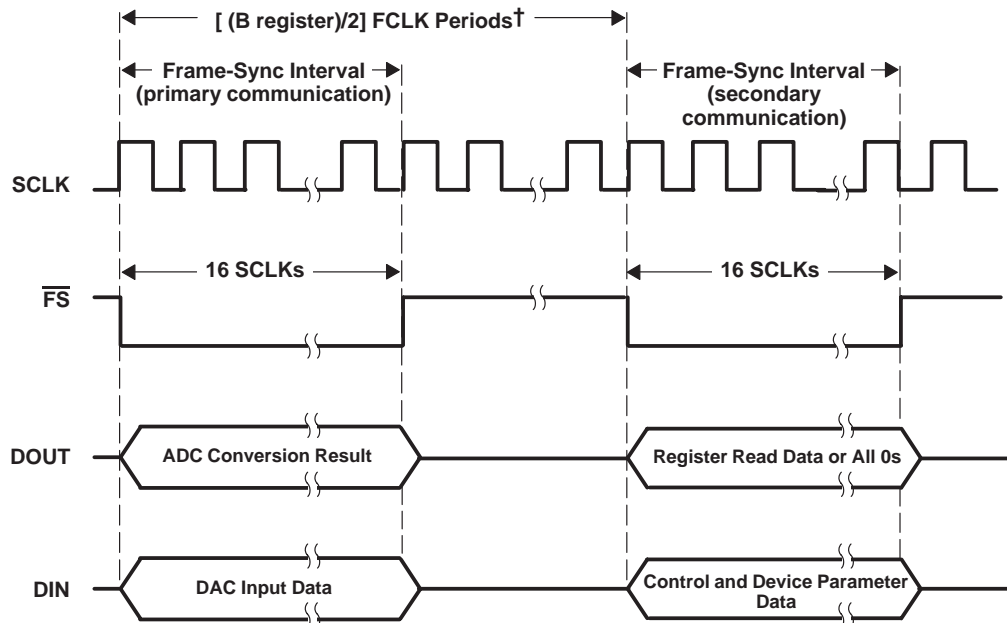 [ (B register)/2] FCLK Periods†
Frame-Sync Interval
(primary communication)
Frame-Sync Interval
(secondary
communication)
SCLK
16 SCLKs
16 SCLKs
FS
DOUT
ADC Conversion Result
Register Read Data or All 0s
DIN
DAC Input Data
Control and Device Parameter
Data